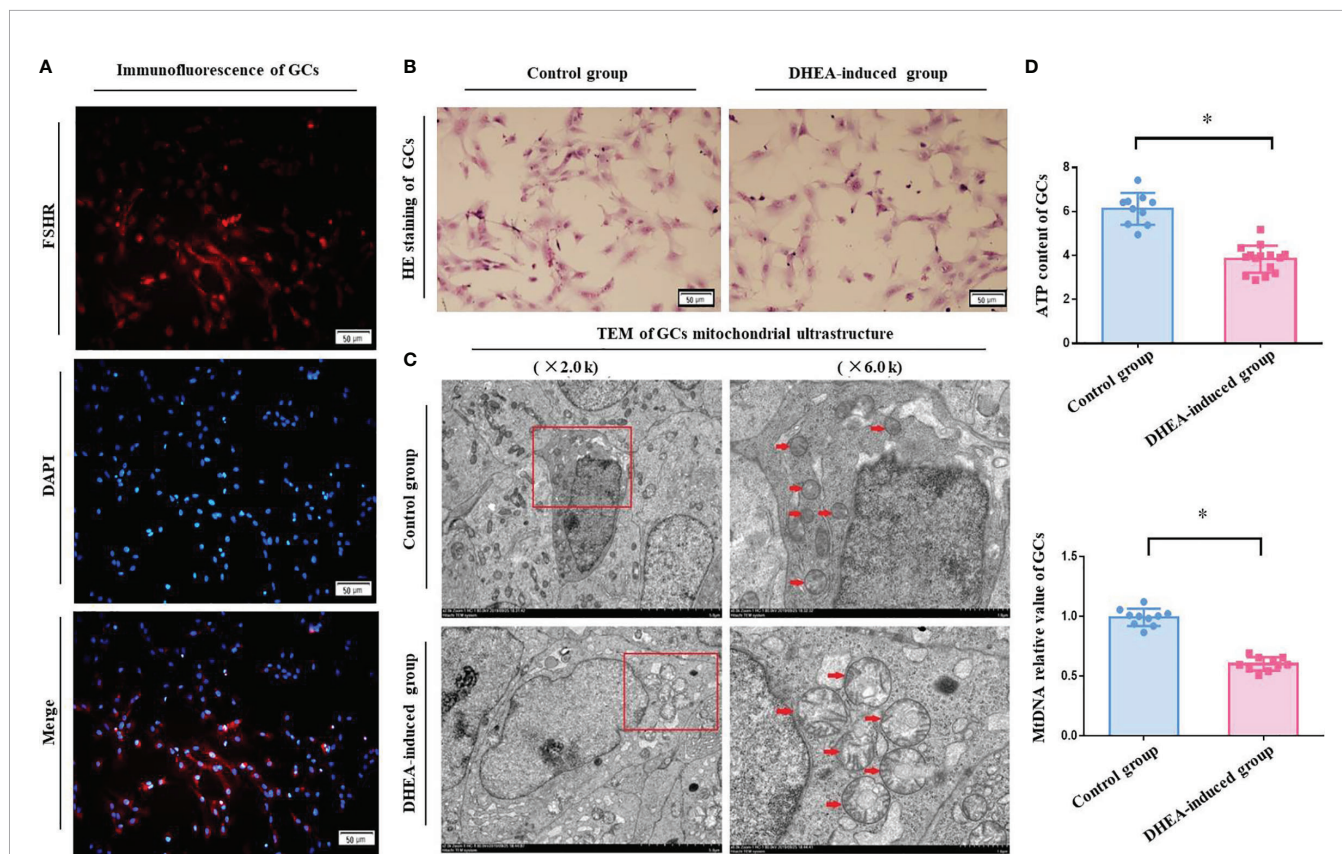 A
Immunofluorescence of GCs
FSHR
50 μm
DAPI
50 μm
Merge
50 μm
B
Control group
DHEA-induced group
HE staining of GCs
50 μm
50 μm
TEM of GCs mitochondrial ultrastructure
C
( ×2.0 k)
( ×6.0 k)
Control group
DHEA-induced group
D
*
ATP content of GCs
8
6
4
2
0
Control group
DHEA-induced group
*
MtDNA relative value of GCs
1.5
1.0
0.5
0.0
Control group
DHEA-induced group